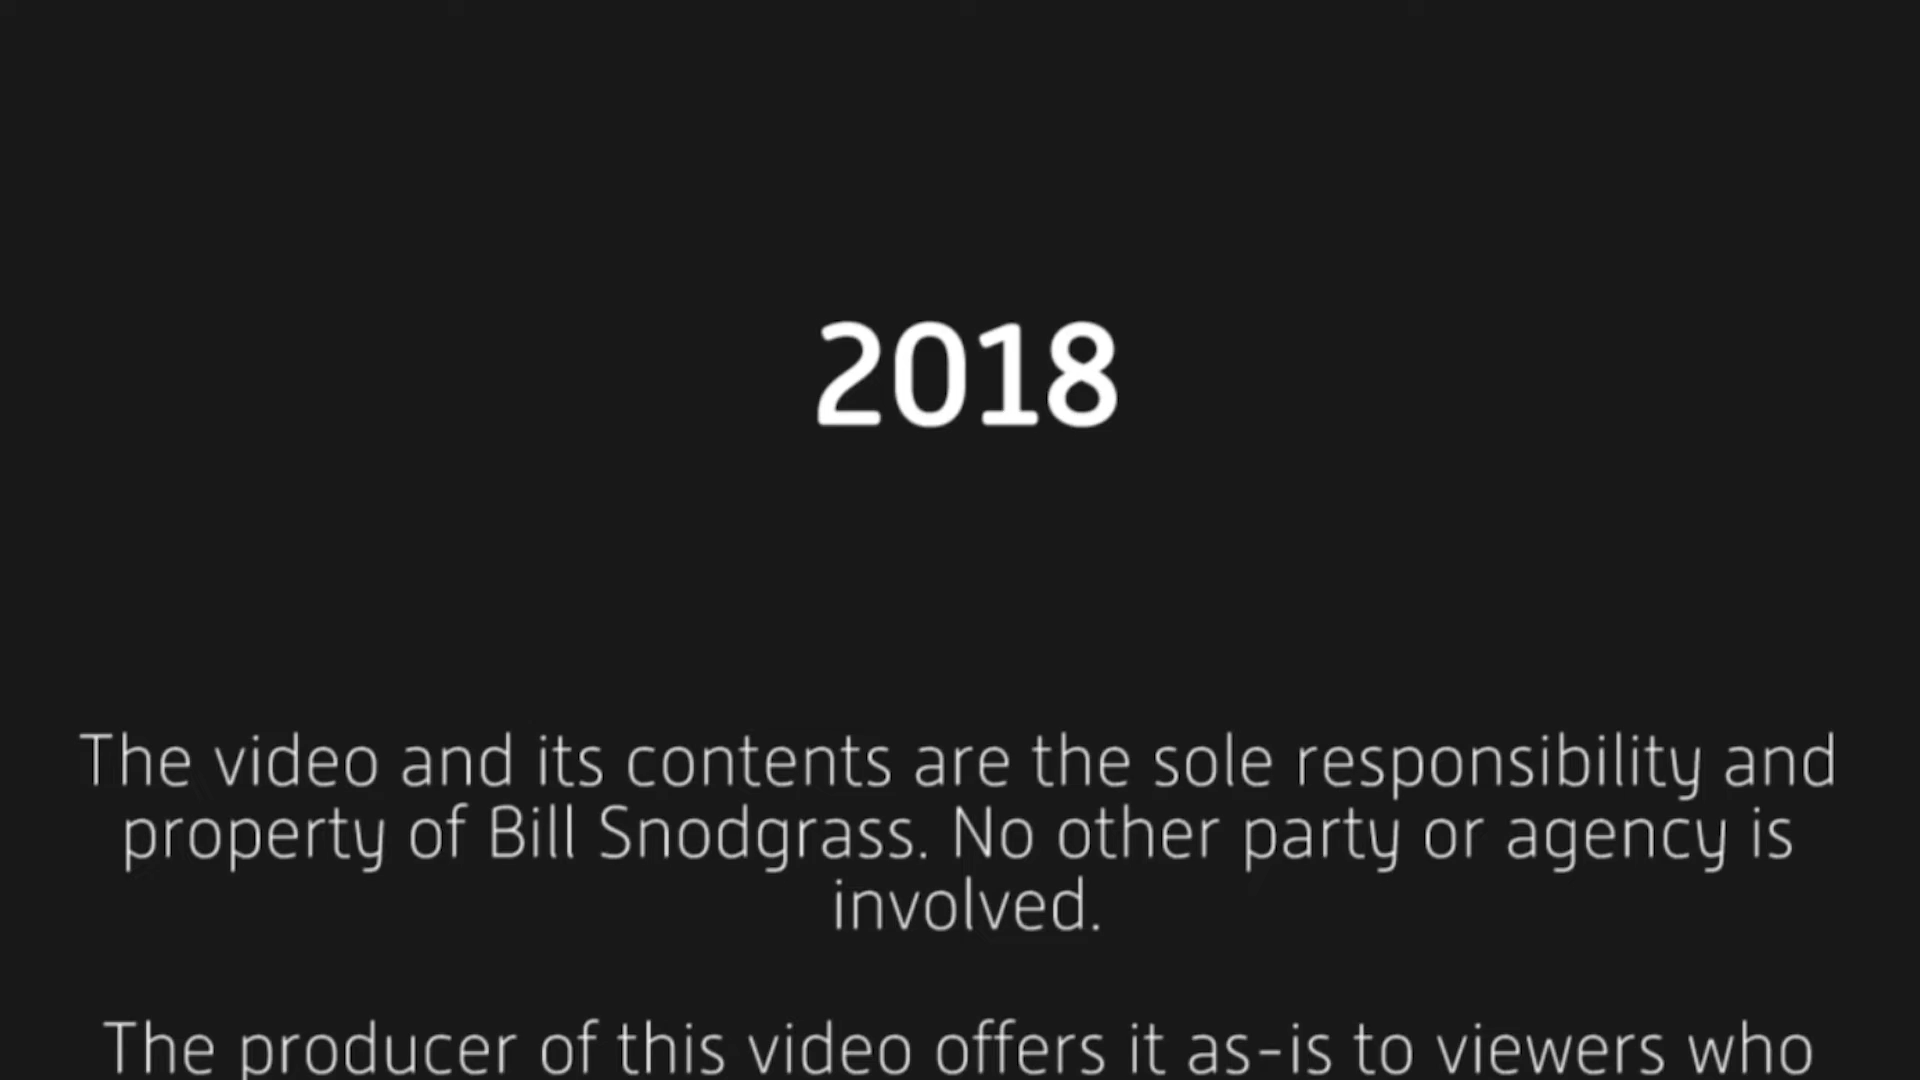 2018
The video and its contents are the sole responsibility and
property of Bill Snodgrass. No other party or agency is
involved.
The producer of this video offers it as-is to viewers who